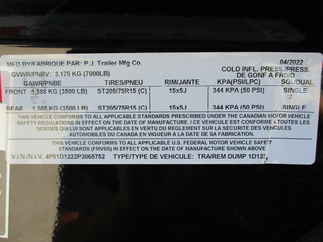 MFD BY/FABRIQUE PAR: P.J. Trailer Mfg Co. 04/2022
GVWR/PNBV: 3,175 KG (7000LB) COLD INFL. PRESS./PRESS. DE GONF A FROID
GAWR/PNBE TIRES/PNEU RIM/JANTE KPA(PSI/LPC)
FRONT 1,588 KG (3500 LB) ST205/75R15 (C) 15x5J 344 KPA (50 PSI) SINGLE
REAR 1,588 KG (3500 LB) ST205/75R15 (C) 15x5J 344 KPA (50 PSI) SINGLE
THIS VEHICLE CONFORMS TO ALL APPLICABLE STANDARDS PRESCRIBED UNDER THE CANADIAN MOTOR VEHICLE
SAFETY REGULATIONS IN EFFECT ON THE DATE OF MANUFACTURE. / CE VEHICULE EST CONFORME A TOUTES LES
NORMES QUI LUI SONT APPLICABLES EN VERTU DU REGLEMENT SUR LA SECURITE DES VEHICULES
AUTOMOBILES DU CANADA EN VIGUEUR A LA DATE DE SA FABRICATION.
THIS VEHICLE CONFORMS TO ALL APPLICABLE U.S. FEDERAL MOTOR VEHICLE SAFETY
STANDARDS (FMVSS) IN EFFECT ON THE DATE OF MANUFACTURE SHOWN ABOVE.
V.I.N./N.I.V. TYPE/TYPE DE VEHICULE: TRA/REM DUMP